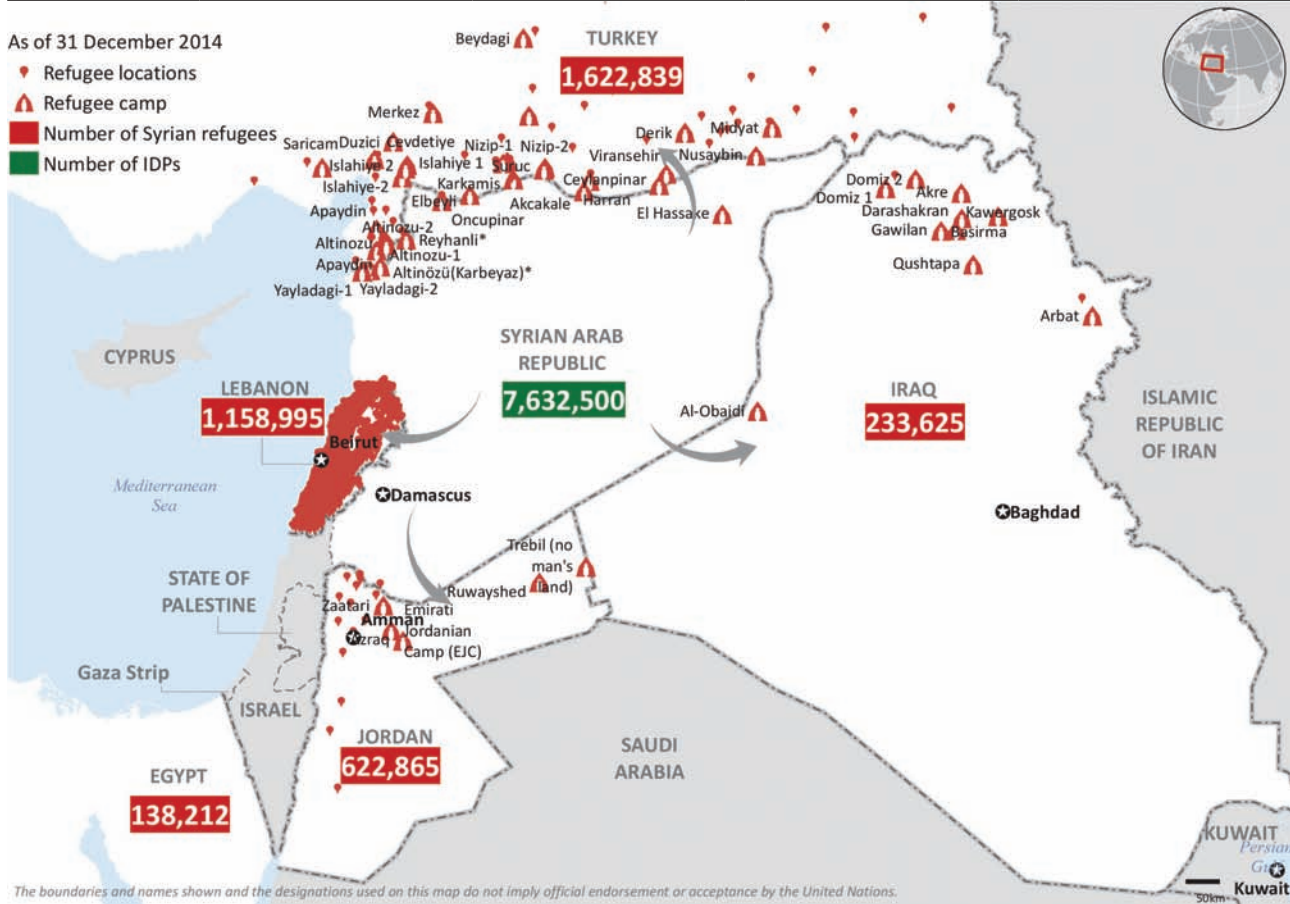 As of 31 December 2014
Refugee locations
Refugee camp
Number of Syrian refugees
Number of IDPs
TURKEY
1,622,839
Beydagi
Merkez
Saricam
Duzici
Cevdetiye
Nizip-1
Nizip-2
Derik
Midyat
Islahiye 2
Islahiye 1
Suruc
Viransehir
Nusaybin
Islahiye-2
Karkamis
Ceylanpinar
Elbeyli
Akcakale
Harran
Apaydin
Oncupinar
El Hassake
Altinozu-2
Altinozu
Reyhanli*
Altinozu-1
Apaydin
Altinözü(Karbeyaz)*
Yayladagi-1
Yayladagi-2
Domiz 2
Domiz 1
Akre
Darashakran
Kawergosk
Gawilan
Basirma
Qushtapa
Arbat
CYPRUS
SYRIAN ARAB
REPUBLIC
7,632,500
LEBANON
1,158,995
Beirut
Al-Obaidi
IRAQ
233,625
ISLAMIC
REPUBLIC
OF IRAN
Mediterranean
Sea
Damascus
Baghdad
Trebil (no
man's
land)
Ruwayshed
STATE OF
PALESTINE
Zaatari
Emirati
Jordanian
Camp (EJC)
Amman
Azraq
Gaza Strip
ISRAEL
JORDAN
622,865
SAUDI
ARABIA
EGYPT
138,212
KUWAIT
Persian
Gulf
Kuwait
50km
The boundaries and names shown and the designations used on this map do not imply official endorsement or acceptance by the United Nations.